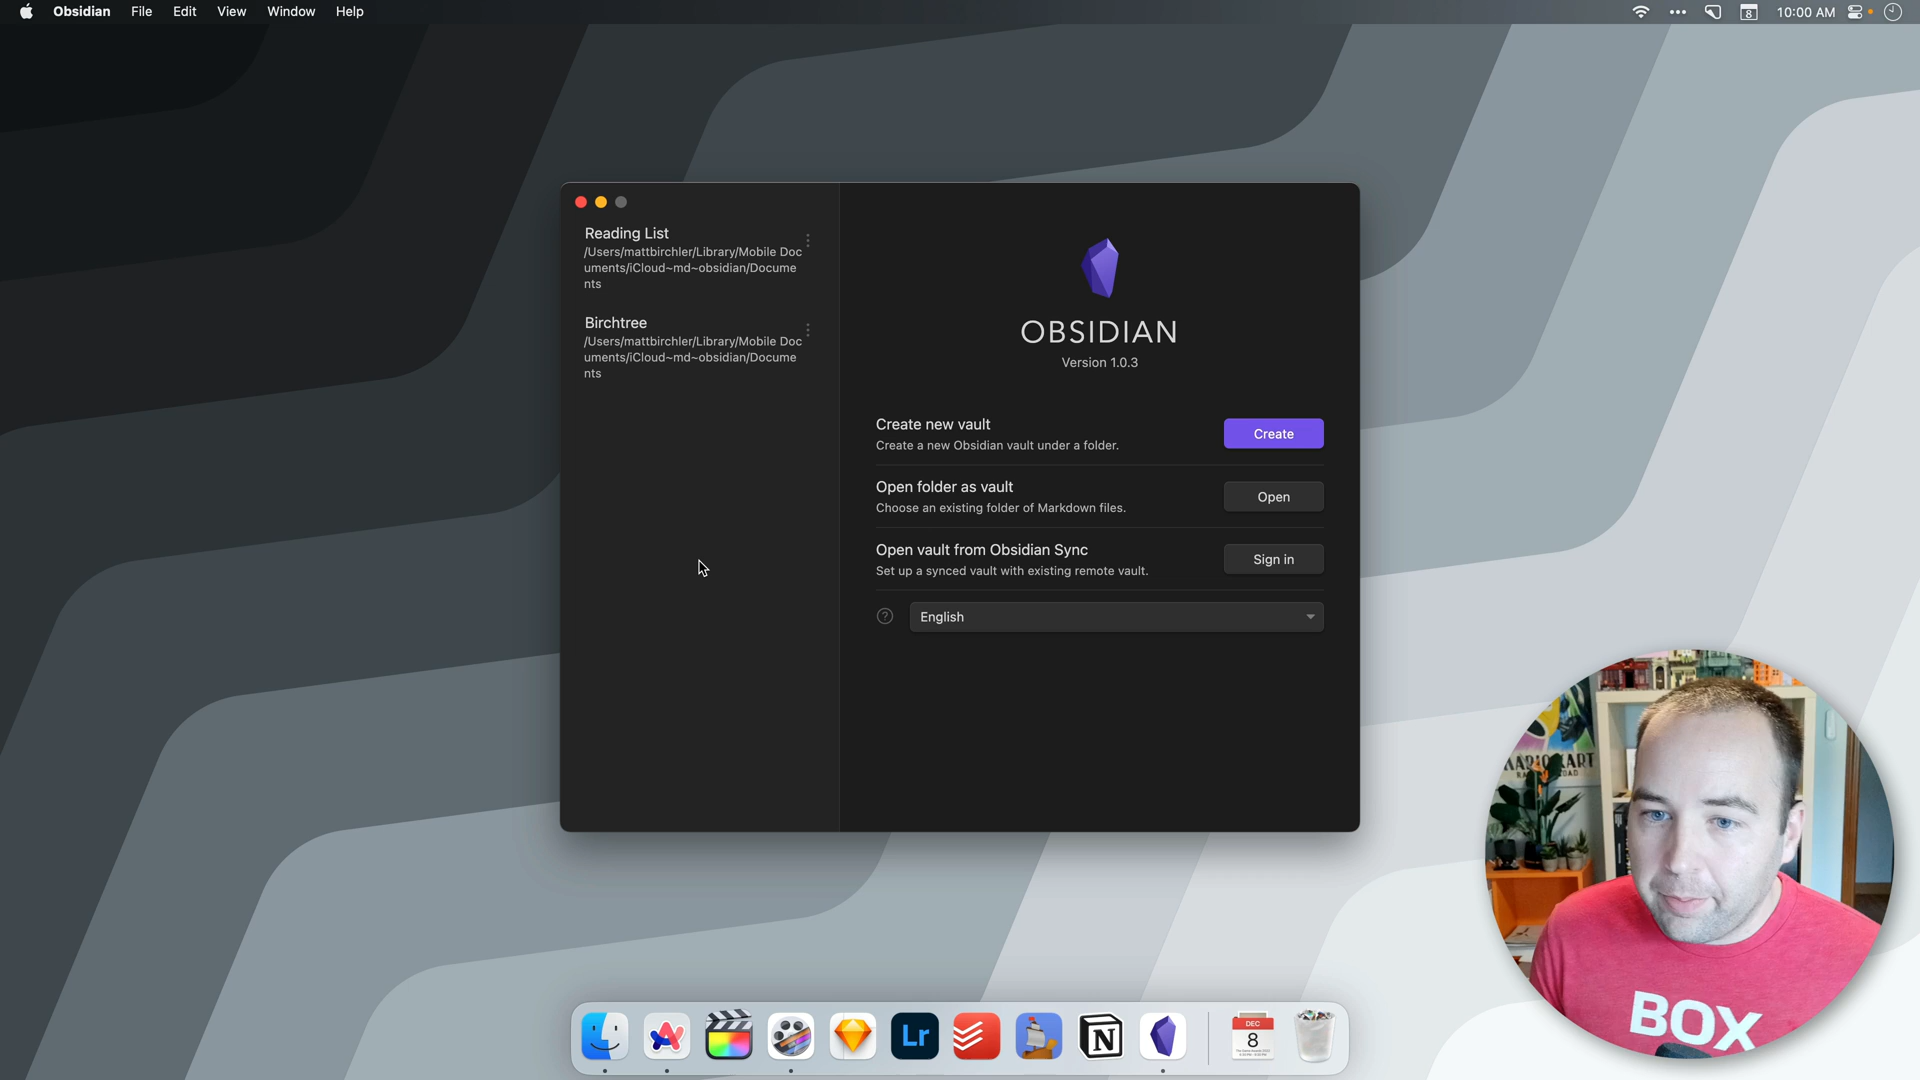 Obsidian File Edit View Window Help
8 10:00 AM
Reading List
/Users/mattbirchler/Library/Mobile Doc
uments/iCloud~md~obsidian/Docume
nts
Birchtree
/Users/mattbirchler/Library/Mobile Doc
uments/iCloud~md~obsidian/Docume
nts
OBSIDIAN
Version 1.0.3
Create new vault
Create a new Obsidian vault under a folder.
Create
Open folder as vault
Choose an existing folder of Markdown files.
Open
Open vault from Obsidian Sync
Set up a synced vault with existing remote vault.
Sign in
? English
MARIO KART
BOX
Lr
N
DEC
8